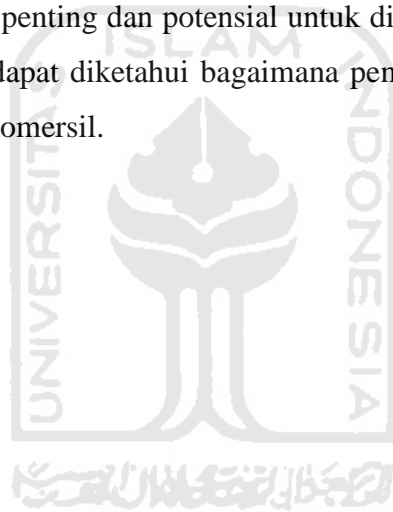 penting dan potensial untuk di
dapat diketahui bagaimana pen
omersil.
ISLAM
UNIVERSITAS
INDONESIA